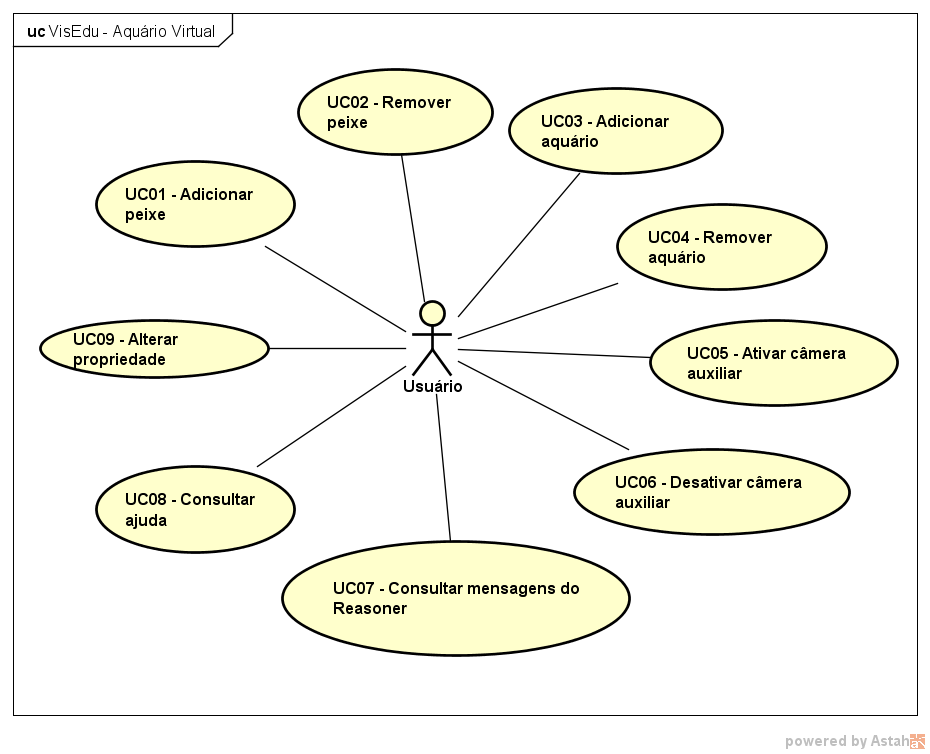 uc VisEdu - Aquário Virtual
UC02 - Remover
peixe
UC03 - Adicionar
aquário
UC01 - Adicionar
peixe
UC04 - Remover
aquário
UC09 - Alterar
propriedade
UC05 - Ativar câmera
auxiliar
Usuário
UC06 - Desativar câmera
auxiliar
UC08 - Consultar
ajuda
UC07 - Consultar mensagens do
Reasoner
powered by Astah